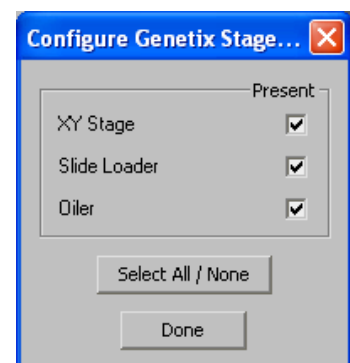 Configure Genetix Stage...
Present
XY Stage
Slide Loader
Oiler
Select All / None
Done